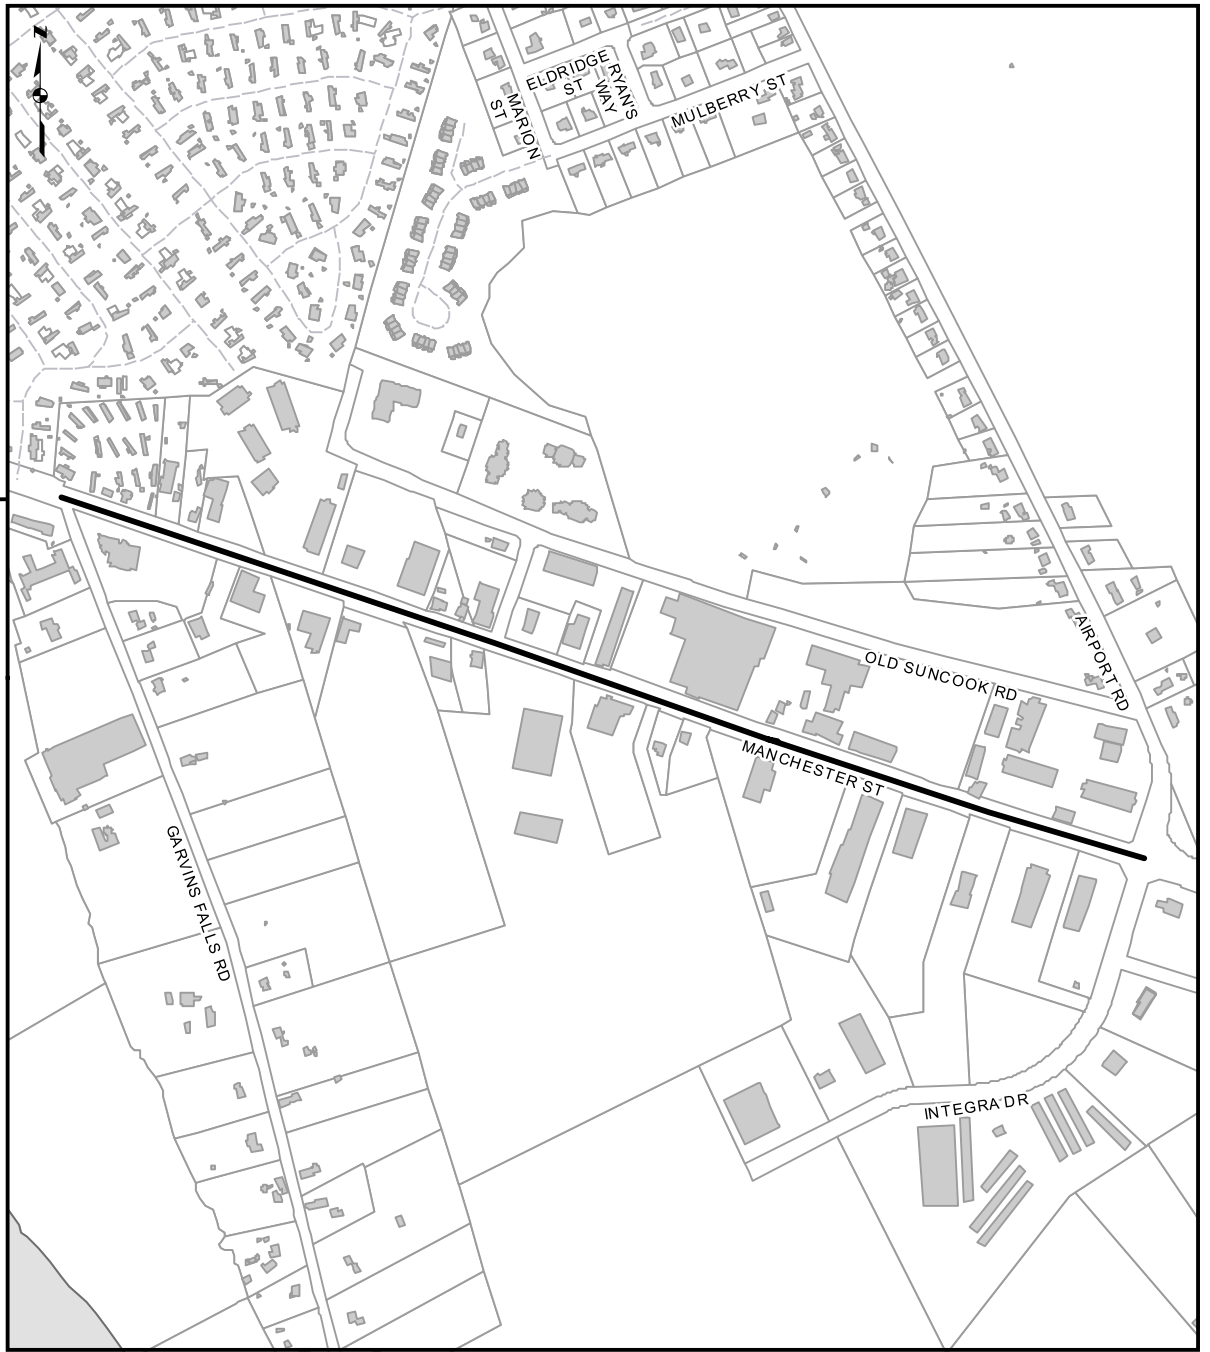 N
ELDRIDGE
ST
RYAN'S
WAY
MARION
ST
MULBERRY ST
AIRPORT RD
OLD SUNCOOK RD
MANCHESTER ST
GARVINS FALLS RD
INTEGRA DR